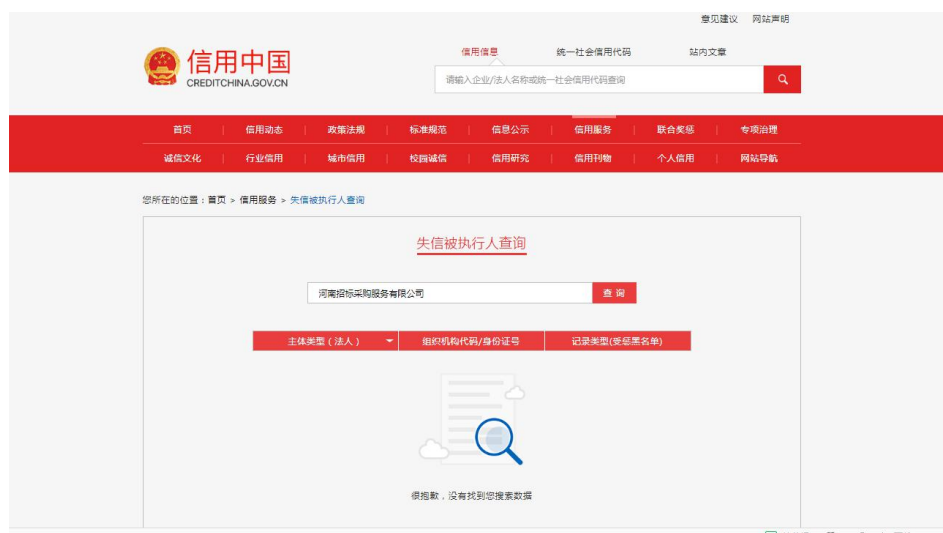 意见建议 网站声明
信用信息 统一社会信用代码 站内文章
信用中国
CREDITCHINA.GOV.CN
请输入企业/法人名称或统一社会信用代码查询
首页 | 信用动态 | 政策法规 | 标准规范 | 信息公示 | 信用服务 | 联合奖惩 | 专项治理
诚信文化 | 行业信用 | 城市信用 | 校园诚信 | 信用研究 | 信用刊物 | 个人信用 | 网站导航
您所在的位置：首页 > 信用服务 > 失信被执行人查询
失信被执行人查询
河南招标采购服务有限公司 查 询
主体类型（法人） 组织机构代码/身份证号 记录类型(受惩黑名单)
很抱歉，没有找到您搜索数据